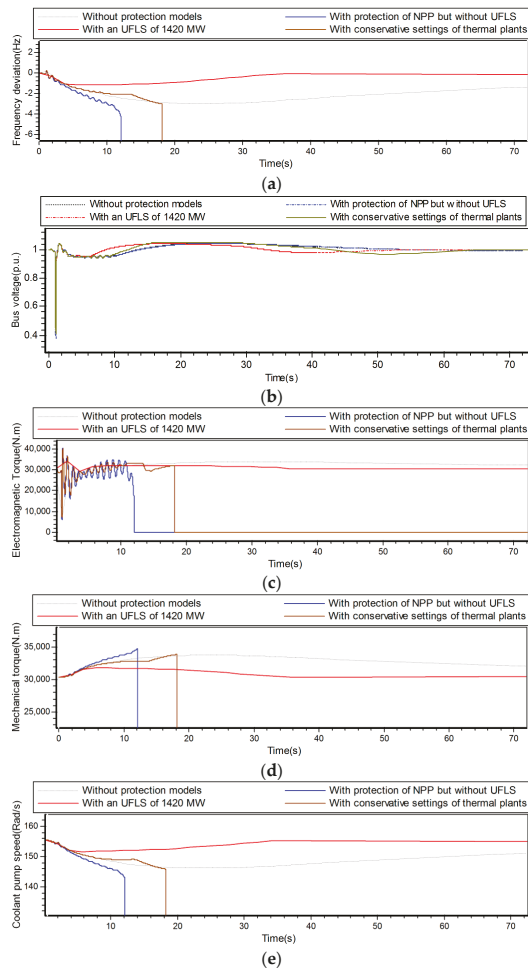 Without protection models
With protection of NPP but without UFLS
With an UFLS of 1420 MW
With conservative settings of thermal plants
Frequency deviation(Hz)
2
0
-2
-4
-6
0 10 20 30 40 50 60 70
Time(s)
(a)
Without protection models
With protection of NPP but without UFLS
With an UFLS of 1420 MW
With conservative settings of thermal plants
Bus voltage(p.u.)
1
0.8
0.6
0.4
0 10 20 30 40 50 60 70
Time(s)
(b)
Without protection models
With protection of NPP but without UFLS
With an UFLS of 1420 MW
With conservative settings of thermal plants
Electromagnetic Torque(N.m)
40,000
30,000
20,000
10,000
0
10 20 30 40 50 60 70
Time(s)
(c)
Without protection models
With protection of NPP but without UFLS
With an UFLS of 1420 MW
With conservative settings of thermal plants
Mechanical torque(N.m)
35,000
30,000
25,000
0 10 20 30 40 50 60 70
Time(s)
(d)
Without protection models
With protection of NPP but without UFLS
With an UFLS of 1420 MW
With conservative settings of thermal plants
Coolant pump speed(Rad/s)
160
150
140
10 20 30 40 50 60 70
Time(s)
(e)